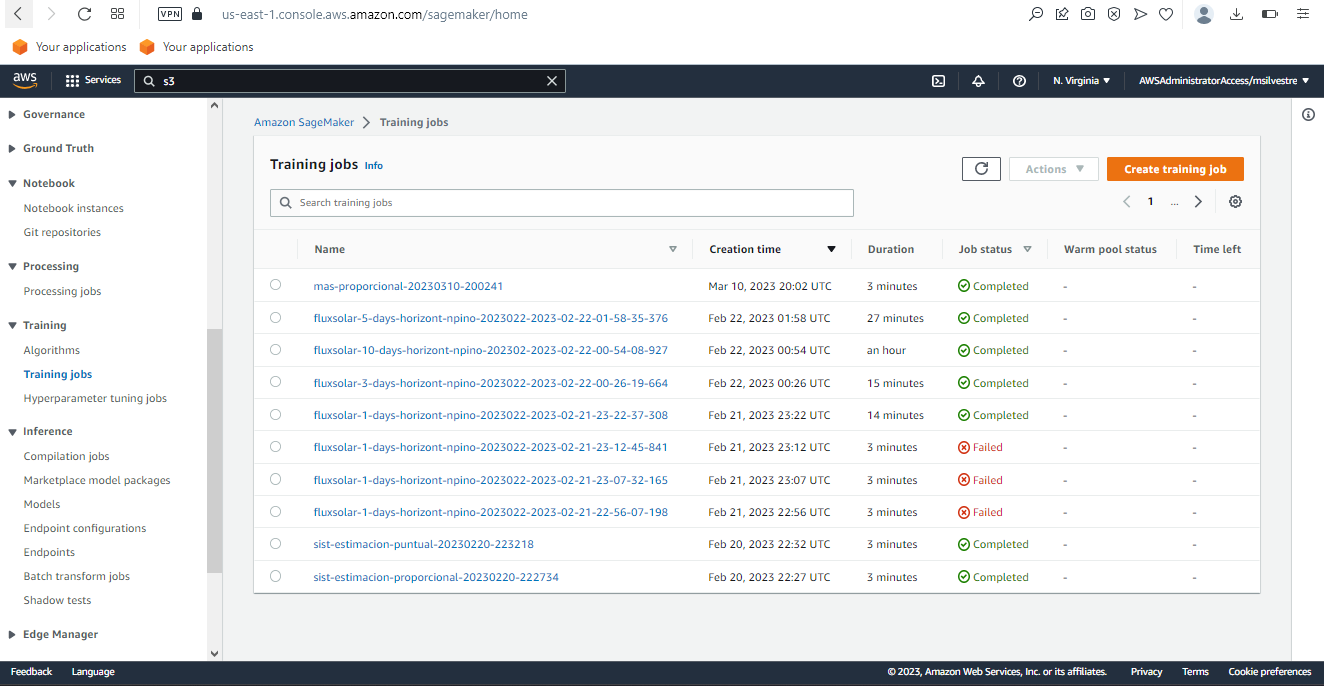 VPN us-east-1.console.aws.amazon.com/sagemaker/home
Your applications Your applications
aws Services s3 N. Virginia AWSAdministratorAccess/msilvestre
Governance
Ground Truth
Notebook
Notebook instances
Git repositories
Processing
Processing jobs
Training
Algorithms
Training jobs
Hyperparameter tuning jobs
Inference
Compilation jobs
Marketplace model packages
Models
Endpoint configurations
Endpoints
Batch transform jobs
Shadow tests
Edge Manager
Amazon SageMaker Training jobs
Training jobs Info
Actions Create training job
Search training jobs
1 ...
Name Creation time Duration Job status Warm pool status Time left
mas-proporcional-20230310-200241 Mar 10, 2023 20:02 UTC 3 minutes Completed - -
fluxsolar-5-days-horizont-npino-2023022-2023-02-22-01-58-35-376 Feb 22, 2023 01:58 UTC 27 minutes Completed - -
fluxsolar-10-days-horizont-npino-202302-2023-02-22-00-54-08-927 Feb 22, 2023 00:54 UTC an hour Completed - -
fluxsolar-3-days-horizont-npino-2023022-2023-02-22-00-26-19-664 Feb 22, 2023 00:26 UTC 15 minutes Completed - -
fluxsolar-1-days-horizont-npino-2023022-2023-02-21-23-22-37-308 Feb 21, 2023 23:22 UTC 14 minutes Completed - -
fluxsolar-1-days-horizont-npino-2023022-2023-02-21-23-12-45-841 Feb 21, 2023 23:12 UTC 3 minutes Failed - -
fluxsolar-1-days-horizont-npino-2023022-2023-02-21-23-07-32-165 Feb 21, 2023 23:07 UTC 3 minutes Failed - -
fluxsolar-1-days-horizont-npino-2023022-2023-02-21-22-56-07-198 Feb 21, 2023 22:56 UTC 3 minutes Failed - -
sist-estimacion-puntual-20230220-223218 Feb 20, 2023 22:32 UTC 3 minutes Completed - -
sist-estimacion-proporcional-20230220-222734 Feb 20, 2023 22:27 UTC 3 minutes Completed - -
Feedback Language © 2023, Amazon Web Services, Inc. or its affiliates. Privacy Terms Cookie preferences